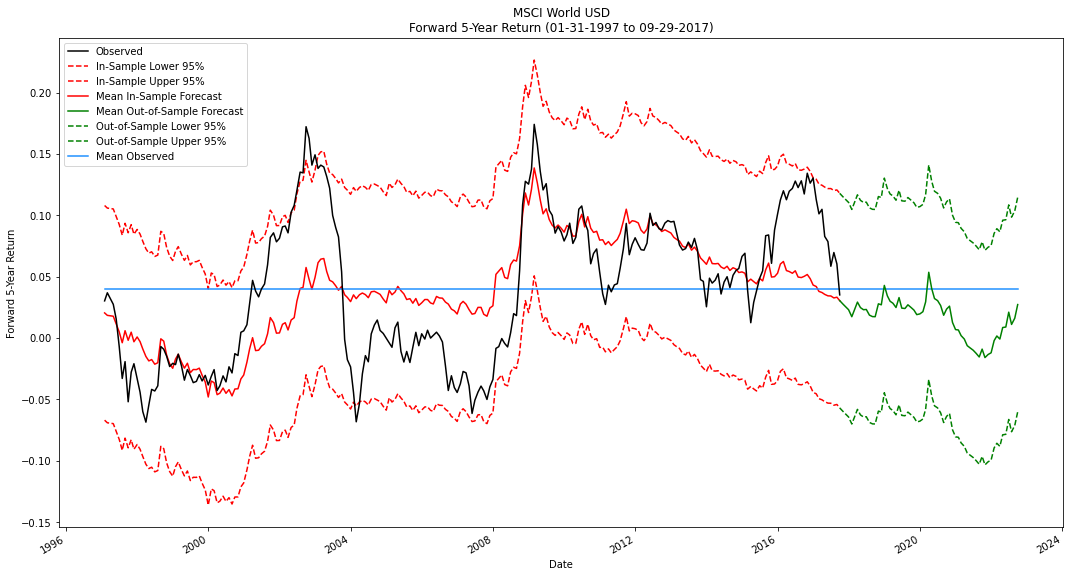 MSCI World USD
Forward 5-Year Return (01-31-1997 to 09-29-2017)
Observed
In-Sample Lower 95%
In-Sample Upper 95%
Mean In-Sample Forecast
Mean Out-of-Sample Forecast
Out-of-Sample Lower 95%
Out-of-Sample Upper 95%
Mean Observed
Forward 5-Year Return
0.20
0.15
0.10
0.05
0.00
−0.05
−0.10
−0.15
1996
2000
2004
2008
2012
2016
2020
2024
Date